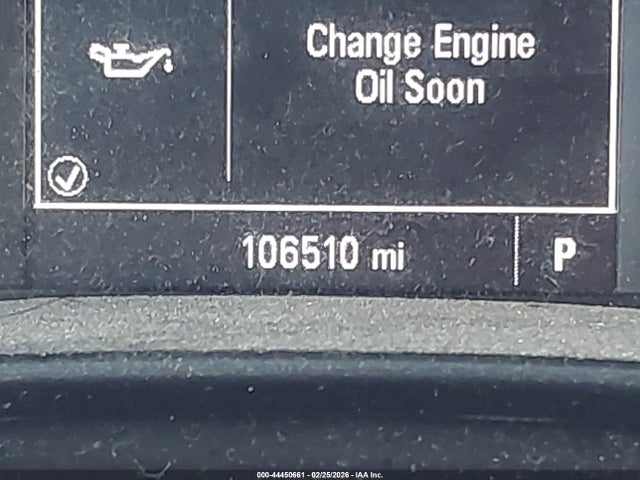 Change Engine
Oil Soon
106510 mi
P
000-44450661 - 02/25/2026 - IAA Inc.